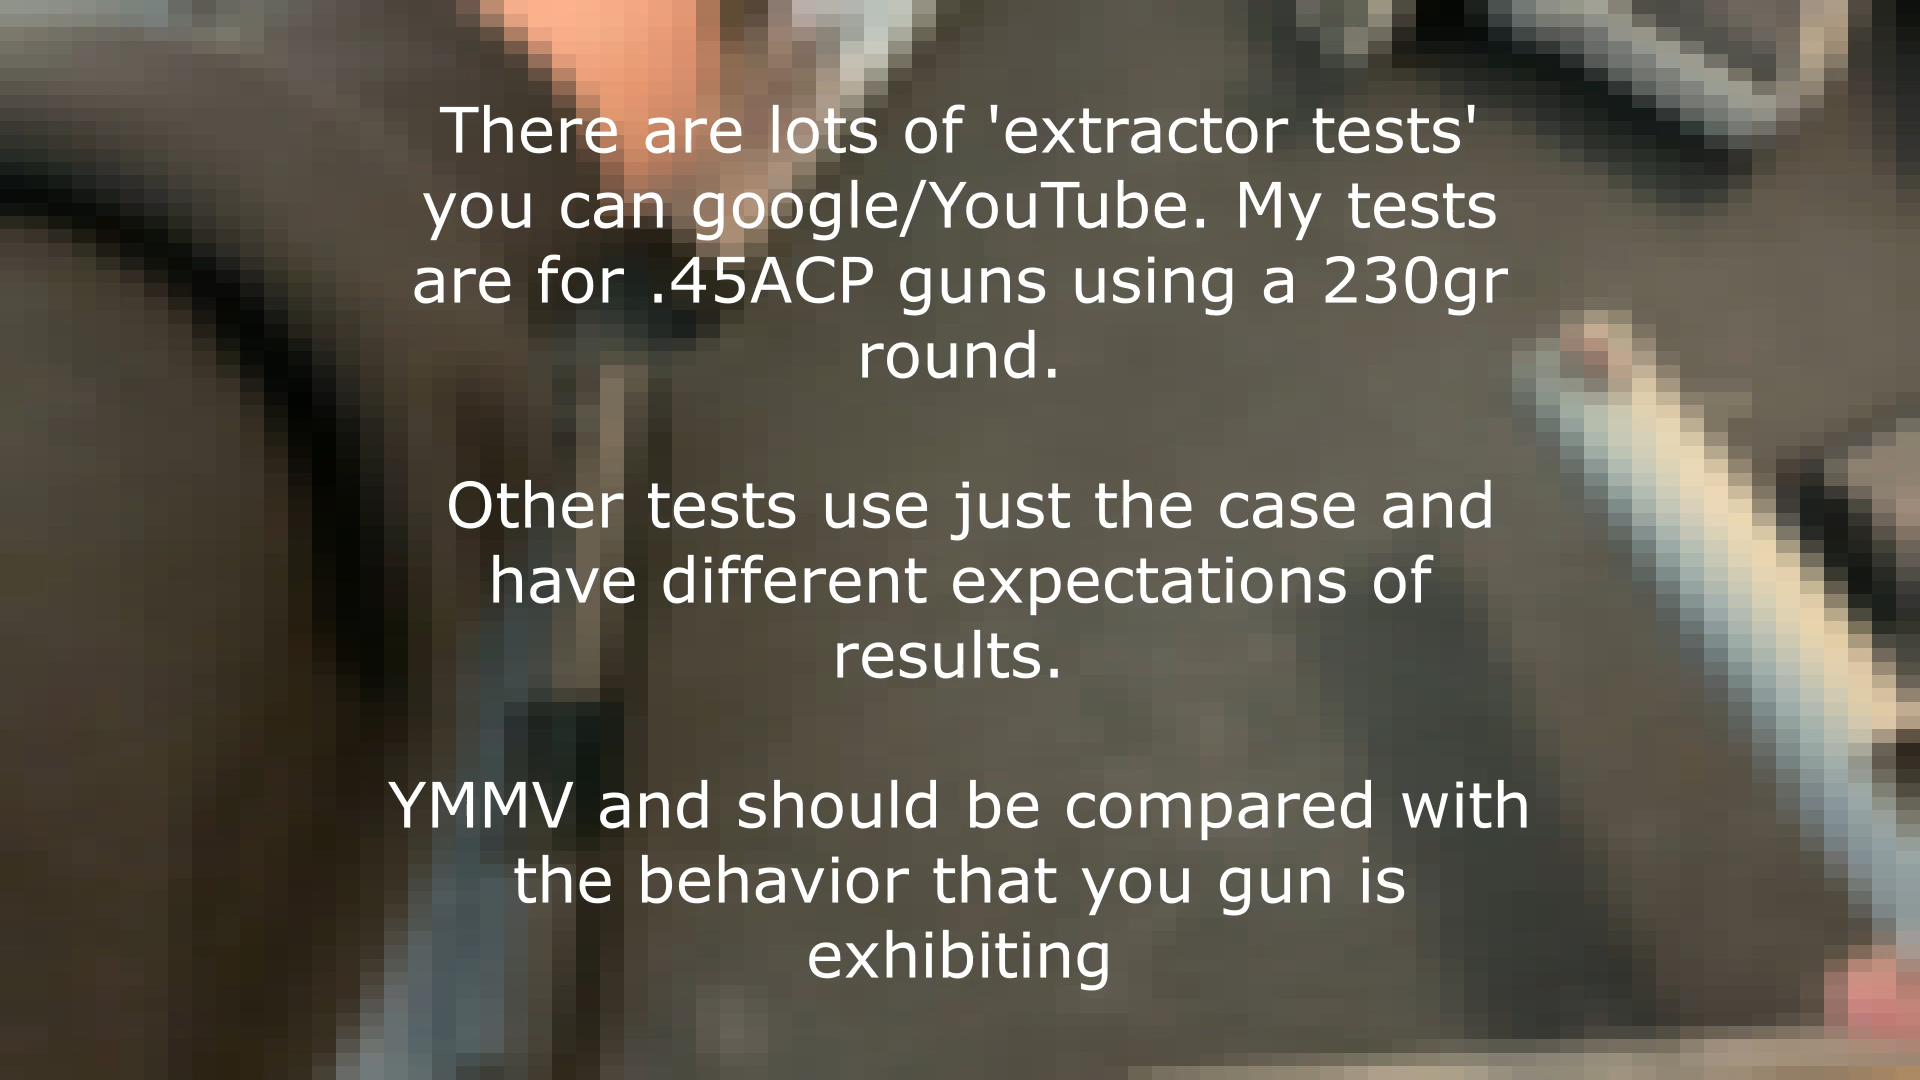 There are lots of 'extractor tests'
you can google/YouTube. My tests
are for .45ACP guns using a 230gr
round.
Other tests use just the case and
have different expectations of
results.
YMMV and should be compared with
the behavior that you gun is
exhibiting